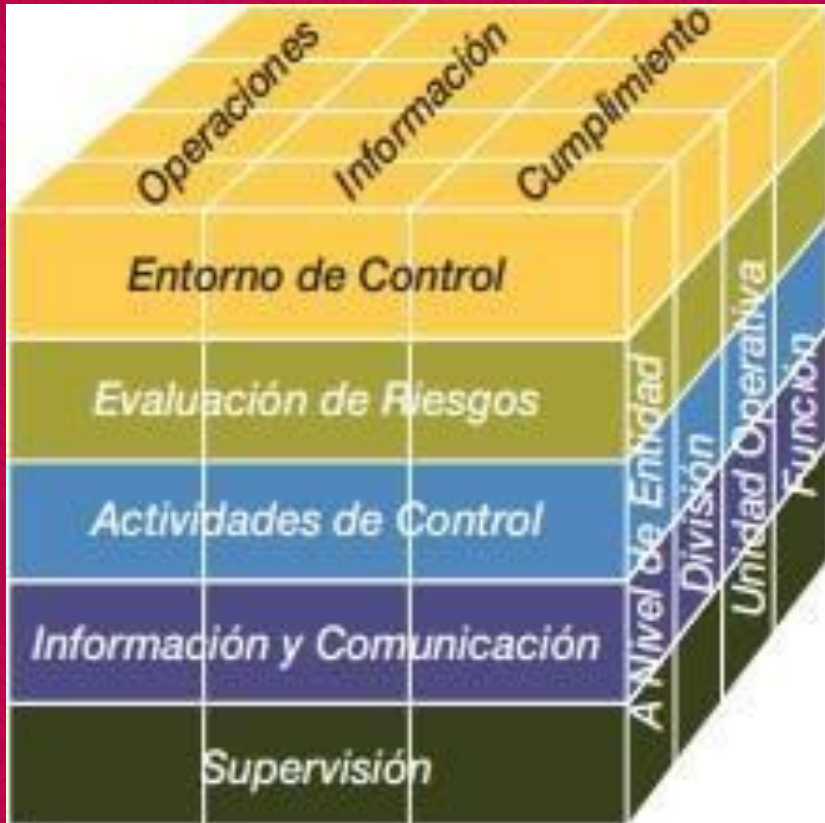 Operaciones
Información
Cumplimiento
Entorno de Control
Evaluación de Riesgos
Actividades de Control
Información y Comunicación
Supervisión
A Nivel de Entidad
División
Unidad Operativa
Función